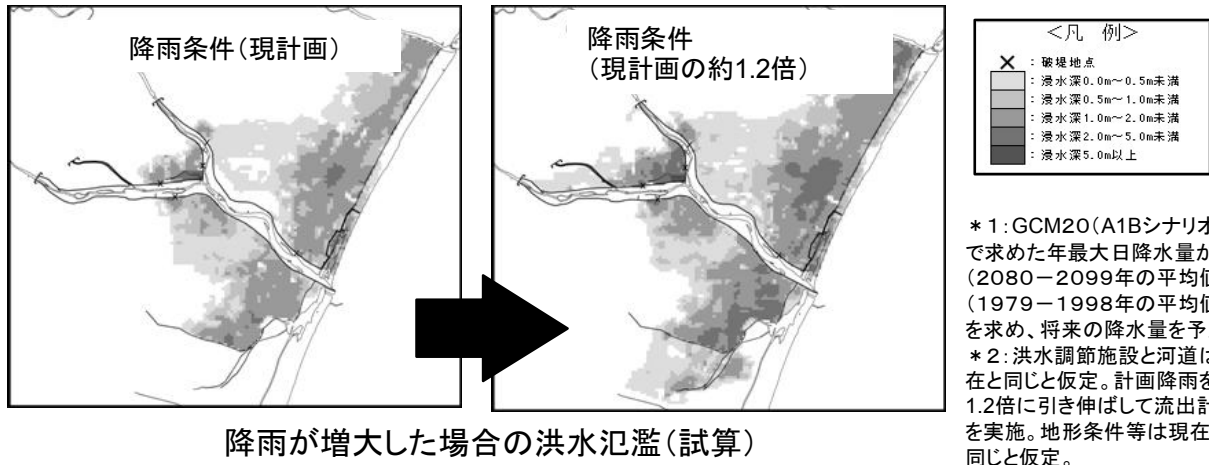 降雨条件（現計画）
降雨条件
（現計画の約1.2倍）
＜凡　例＞
× ：破堤地点
：浸水深0.0m～0.5m未満
：浸水深0.5m～1.0m未満
：浸水深1.0m～2.0m未満
：浸水深2.0m～5.0m未満
：浸水深5.0m以上
＊１：ＧＣＭ２０（A1Bシナリオ
で求めた年最大日降水量か
（２０８０－２０９９年の平均値
（１９７９－１９９８年の平均値
を求め、将来の降水量を予
＊２：洪水調節施設と河道は
在と同じと仮定。計画降雨を
1.2倍に引き伸ばして流出計
を実施。地形条件等は現在
同じと仮定。
降雨が増大した場合の洪水氾濫（試算）